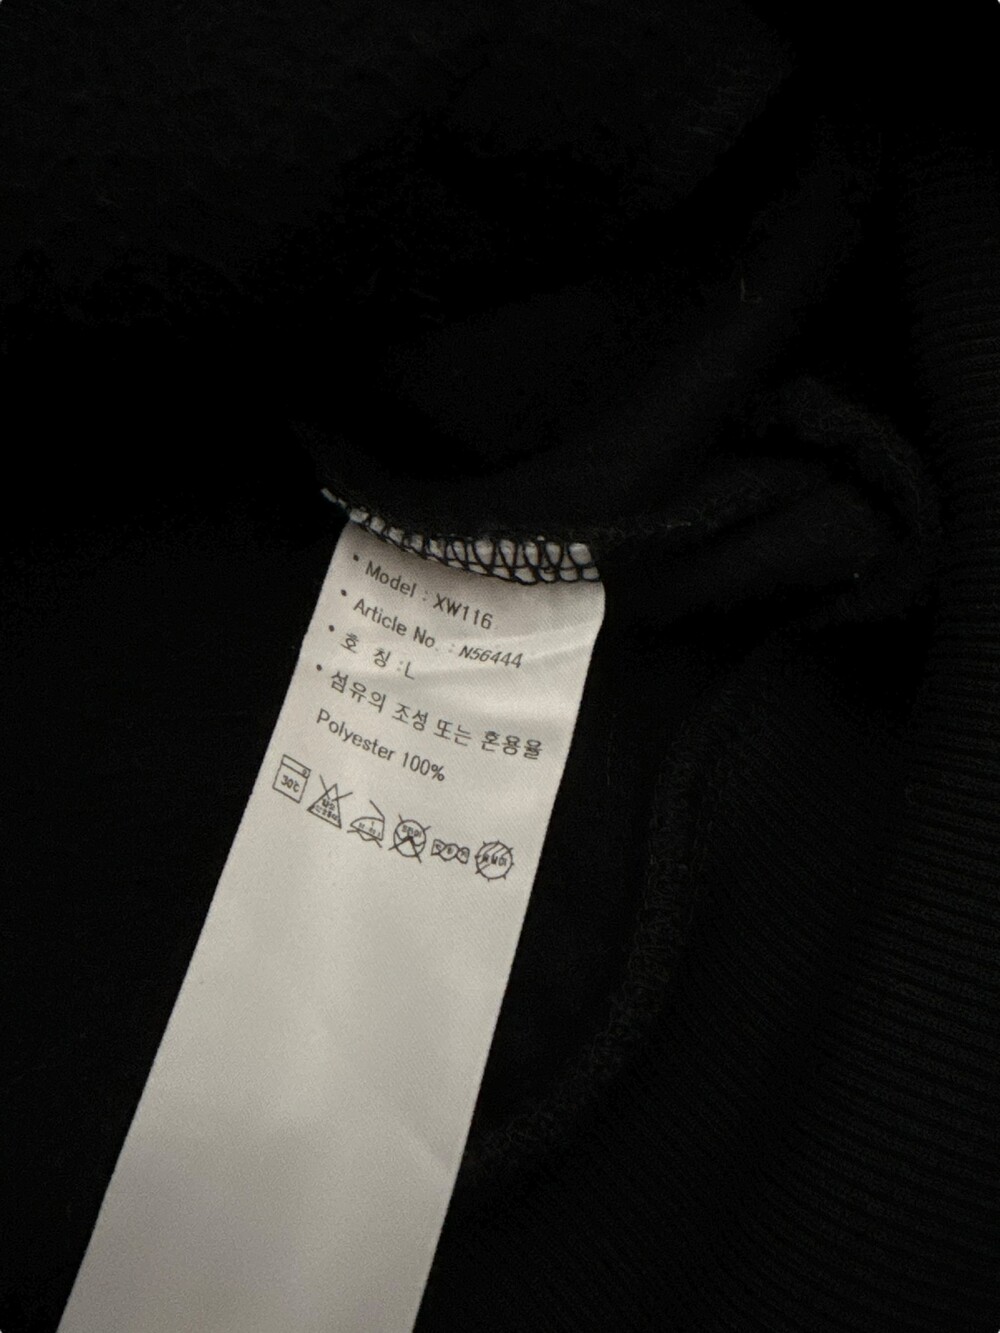 • Model : XW116
• Article No. : N56444
• 호 칭 : L
• 섬유의 조성 또는 혼용율
Polyester 100%
30℃